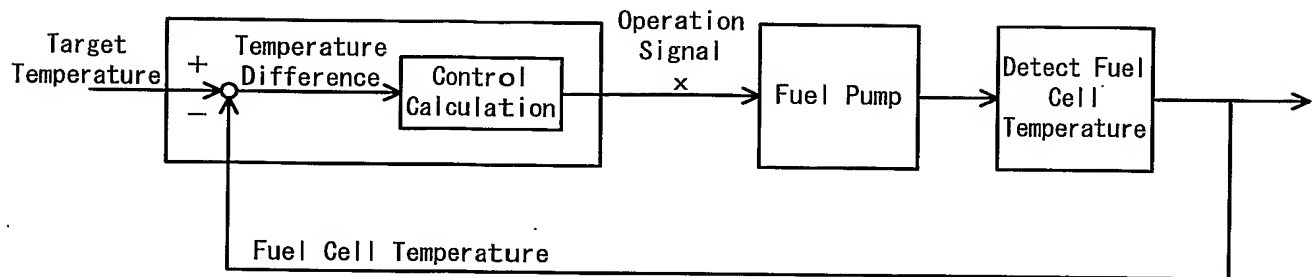 Target
Temperature
+
−
Temperature
Difference
Control
Calculation
Operation
Signal
x
Fuel Pump
Detect Fuel
Cell
Temperature
Fuel Cell Temperature